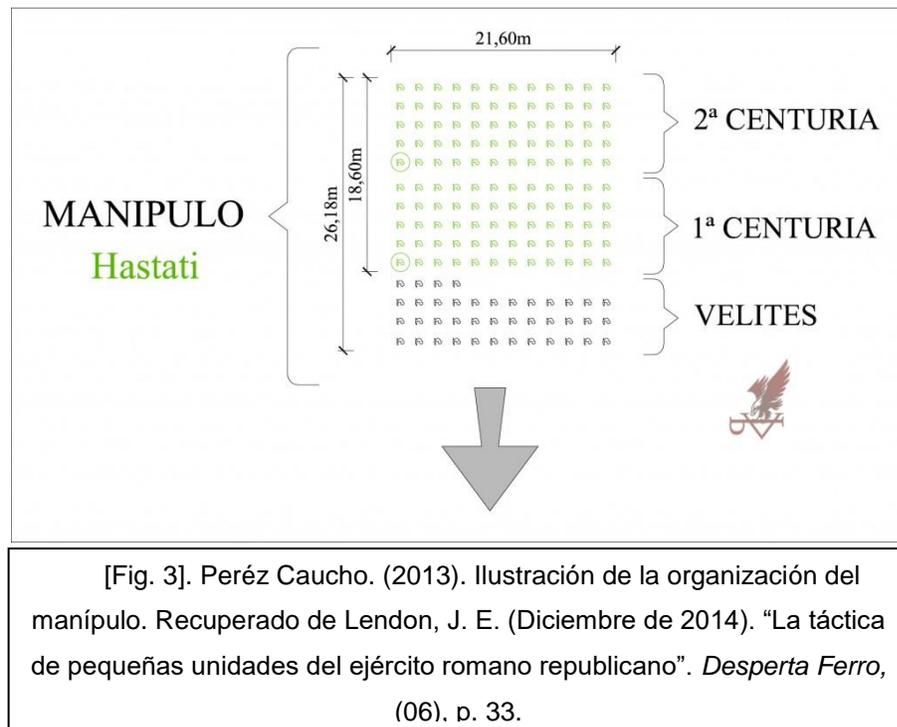 21,60m
26,18m
18,60m
MANIPULO
Hastati
2ª CENTURIA
1ª CENTURIA
VELITES
[Fig. 3]. Peréz Caucho. (2013). Ilustración de la organización del
manípulo. Recuperado de Lendon, J. E. (Diciembre de 2014). “La táctica
de pequeñas unidades del ejército romano republicano”. Desperta Ferro,
(06), p. 33.